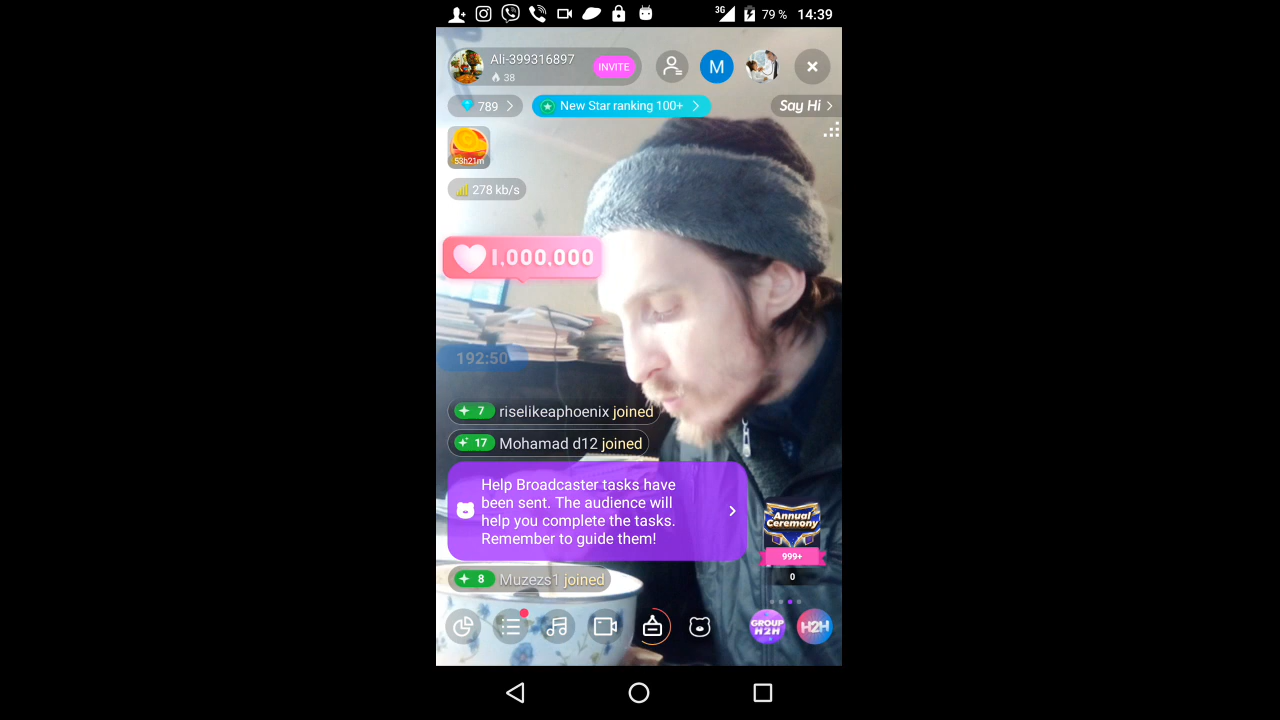 3G 79 % 14:39
Ali-399316897
38
INVITE
M
789
New Star ranking 100+
Say Hi
53h21m
278 kb/s
1,000,000
192:50
7 riselikeaphoenix joined
17 Mohamad d12 joined
Help Broadcaster tasks have
been sent. The audience will
help you complete the tasks.
Remember to guide them!
Annual
Ceremony
999+
0
8 Muzezs1 joined
GROUP
H2H
H2H